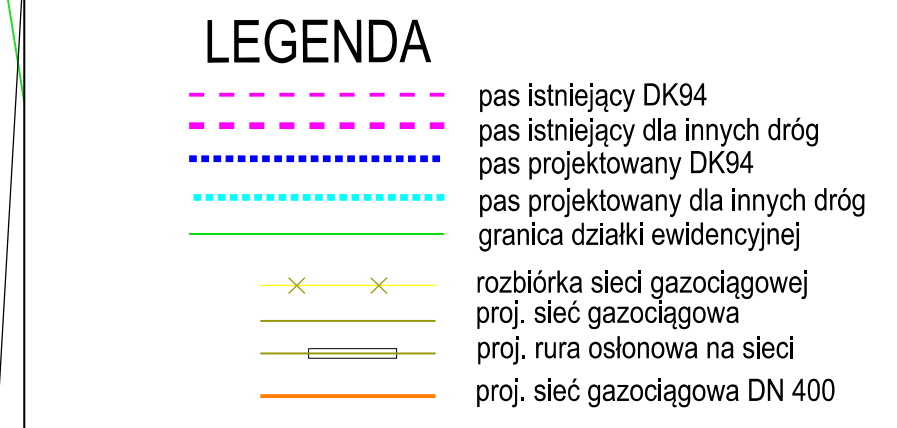 LEGENDA
pas istniejący DK94
pas istniejący dla innych dróg
pas projektowany DK94
pas projektowany dla innych dróg
granica działki ewidencyjnej
rozbiórka sieci gazociągowej
proj. sieć gazociągowa
proj. rura osłonowa na sieci
proj. sieć gazociągowa DN 400